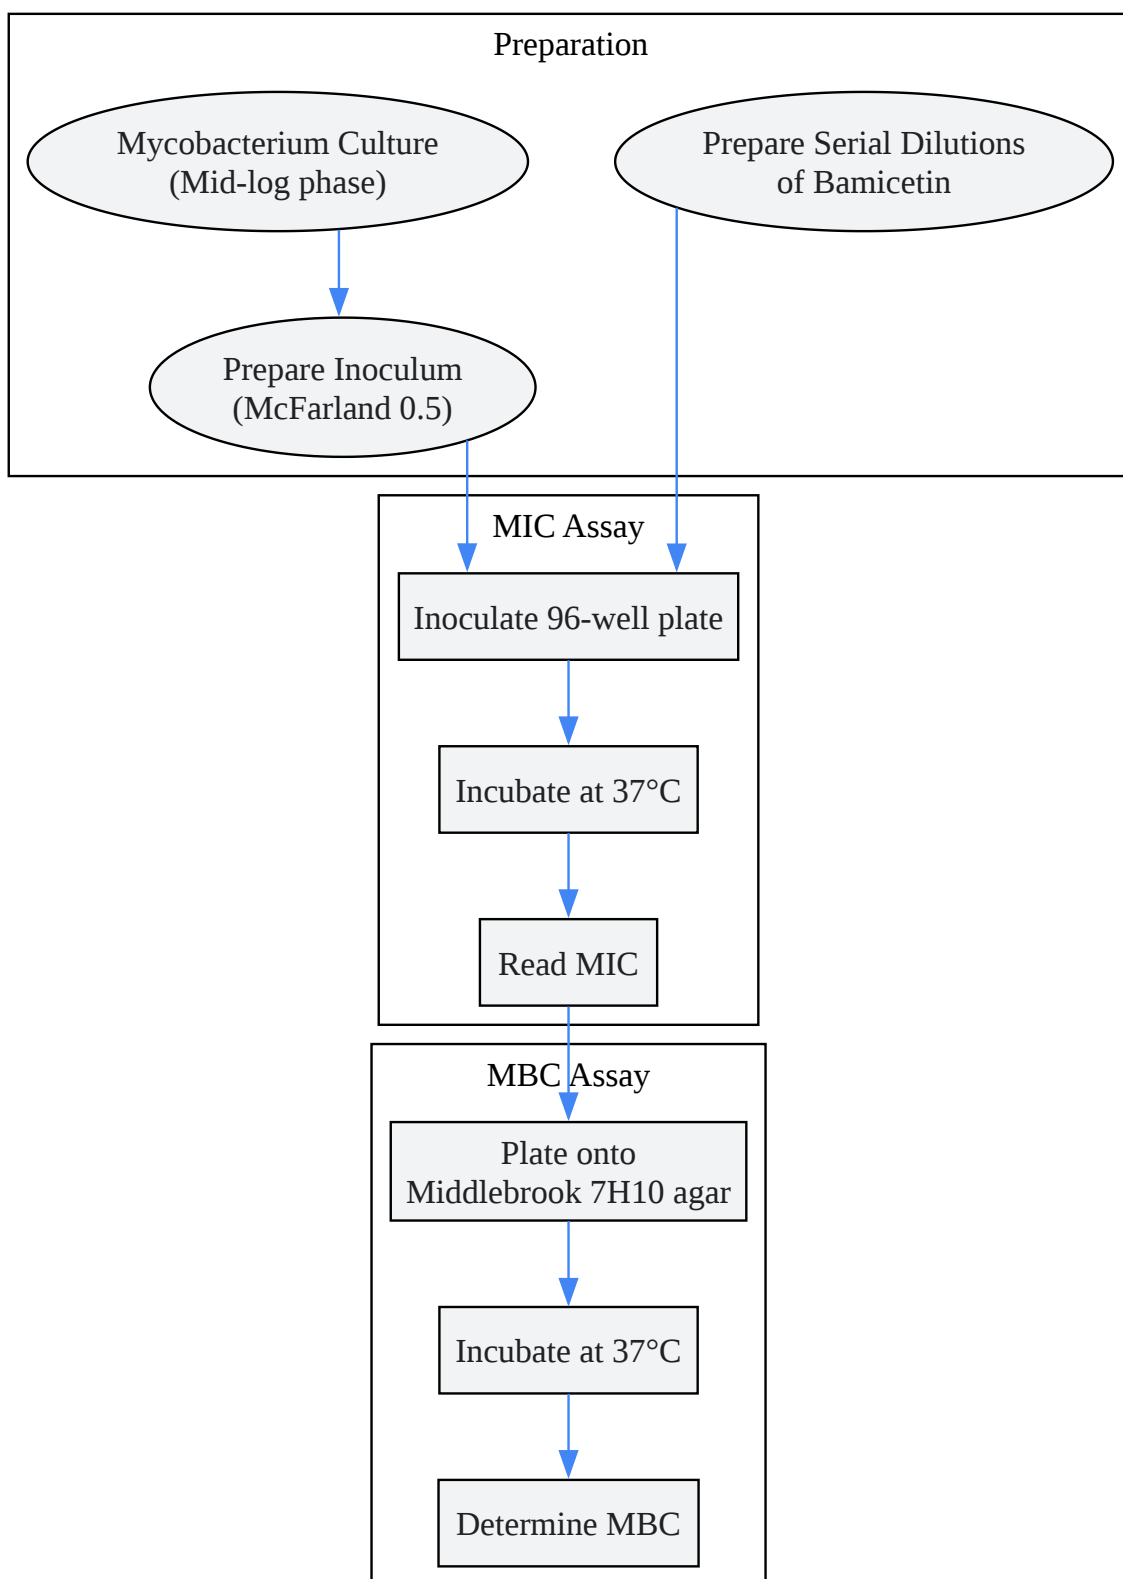 Preparation
Mycobacterium Culture
(Mid-log phase)
Prepare Serial Dilutions
of Bamicetin
Prepare Inoculum
(McFarland 0.5)
MIC Assay
Inoculate 96-well plate
Incubate at 37°C
Read MIC
MBC Assay
Plate onto
Middlebrook 7H10 agar
Incubate at 37°C
Determine MBC